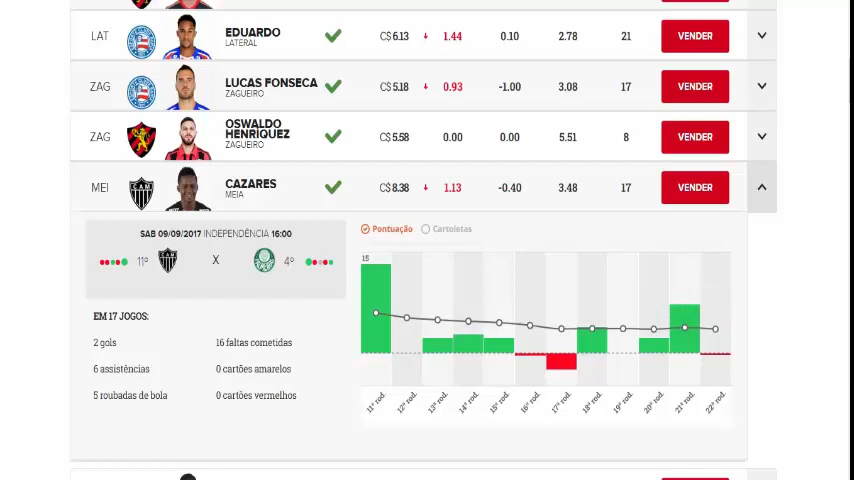 LAT EDUARDO C$ 6.13 1.44 0.10 2.78 21 VENDER
LATERAL
ZAG LUCAS FONSECA C$ 5.18 0.93 -1.00 3.08 17 VENDER
ZAGUEIRO
OSWALDO
ZAG HENRÍQUEZ C$ 5.58 0.00 0.00 5.51 8 VENDER
ZAGUEIRO
MEI CAZARES C$ 8.38 1.13 -0.40 3.48 17 VENDER
MEIA
SAB 09/09/2017 INDEPENDÊNCIA 16:00
11º X 4º
EM 17 JOGOS:
2 gols 16 faltas cometidas
6 assistências 0 cartões amarelos
5 roubadas de bola 0 cartões vermelhos
Pontuação Cartoletas
15
11ª rod. 12ª rod. 13ª rod. 14ª rod. 15ª rod. 16ª rod. 17ª rod. 18ª rod. 19ª rod. 20ª rod. 21ª rod. 22ª rod.